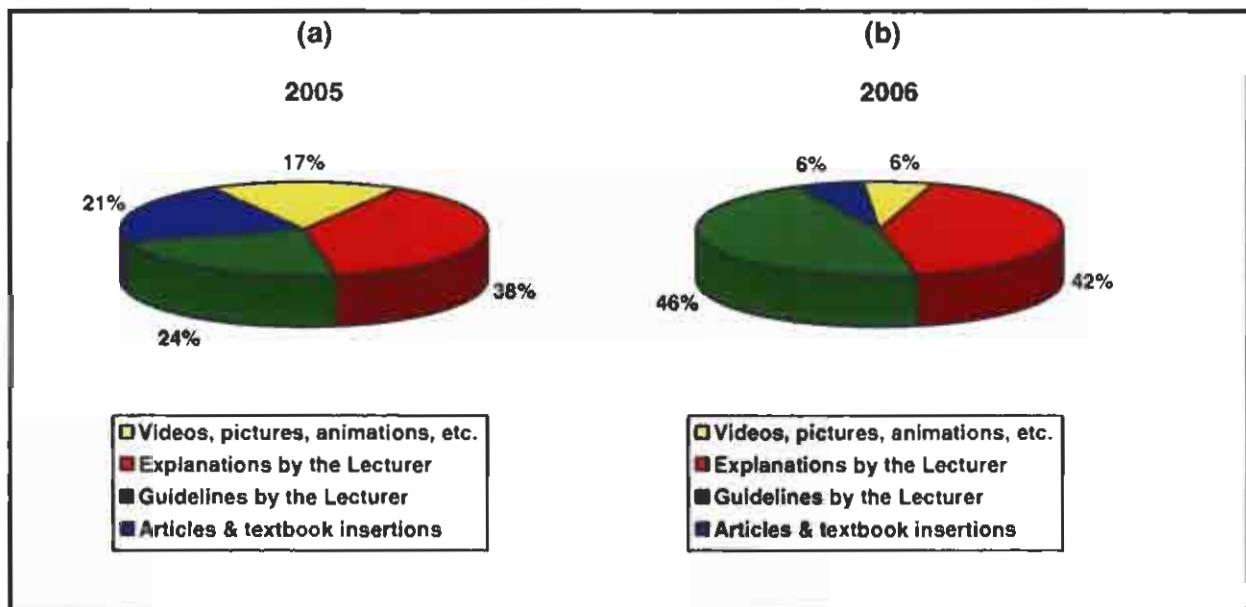 (a)
2005
17%
21%
38%
24%
Videos, pictures, animations, etc.
Explanations by the Lecturer
Guidelines by the Lecturer
Articles & textbook insertions
(b)
2006
6%
6%
46%
42%
Videos, pictures, animations, etc.
Explanations by the Lecturer
Guidelines by the Lecturer
Articles & textbook insertions